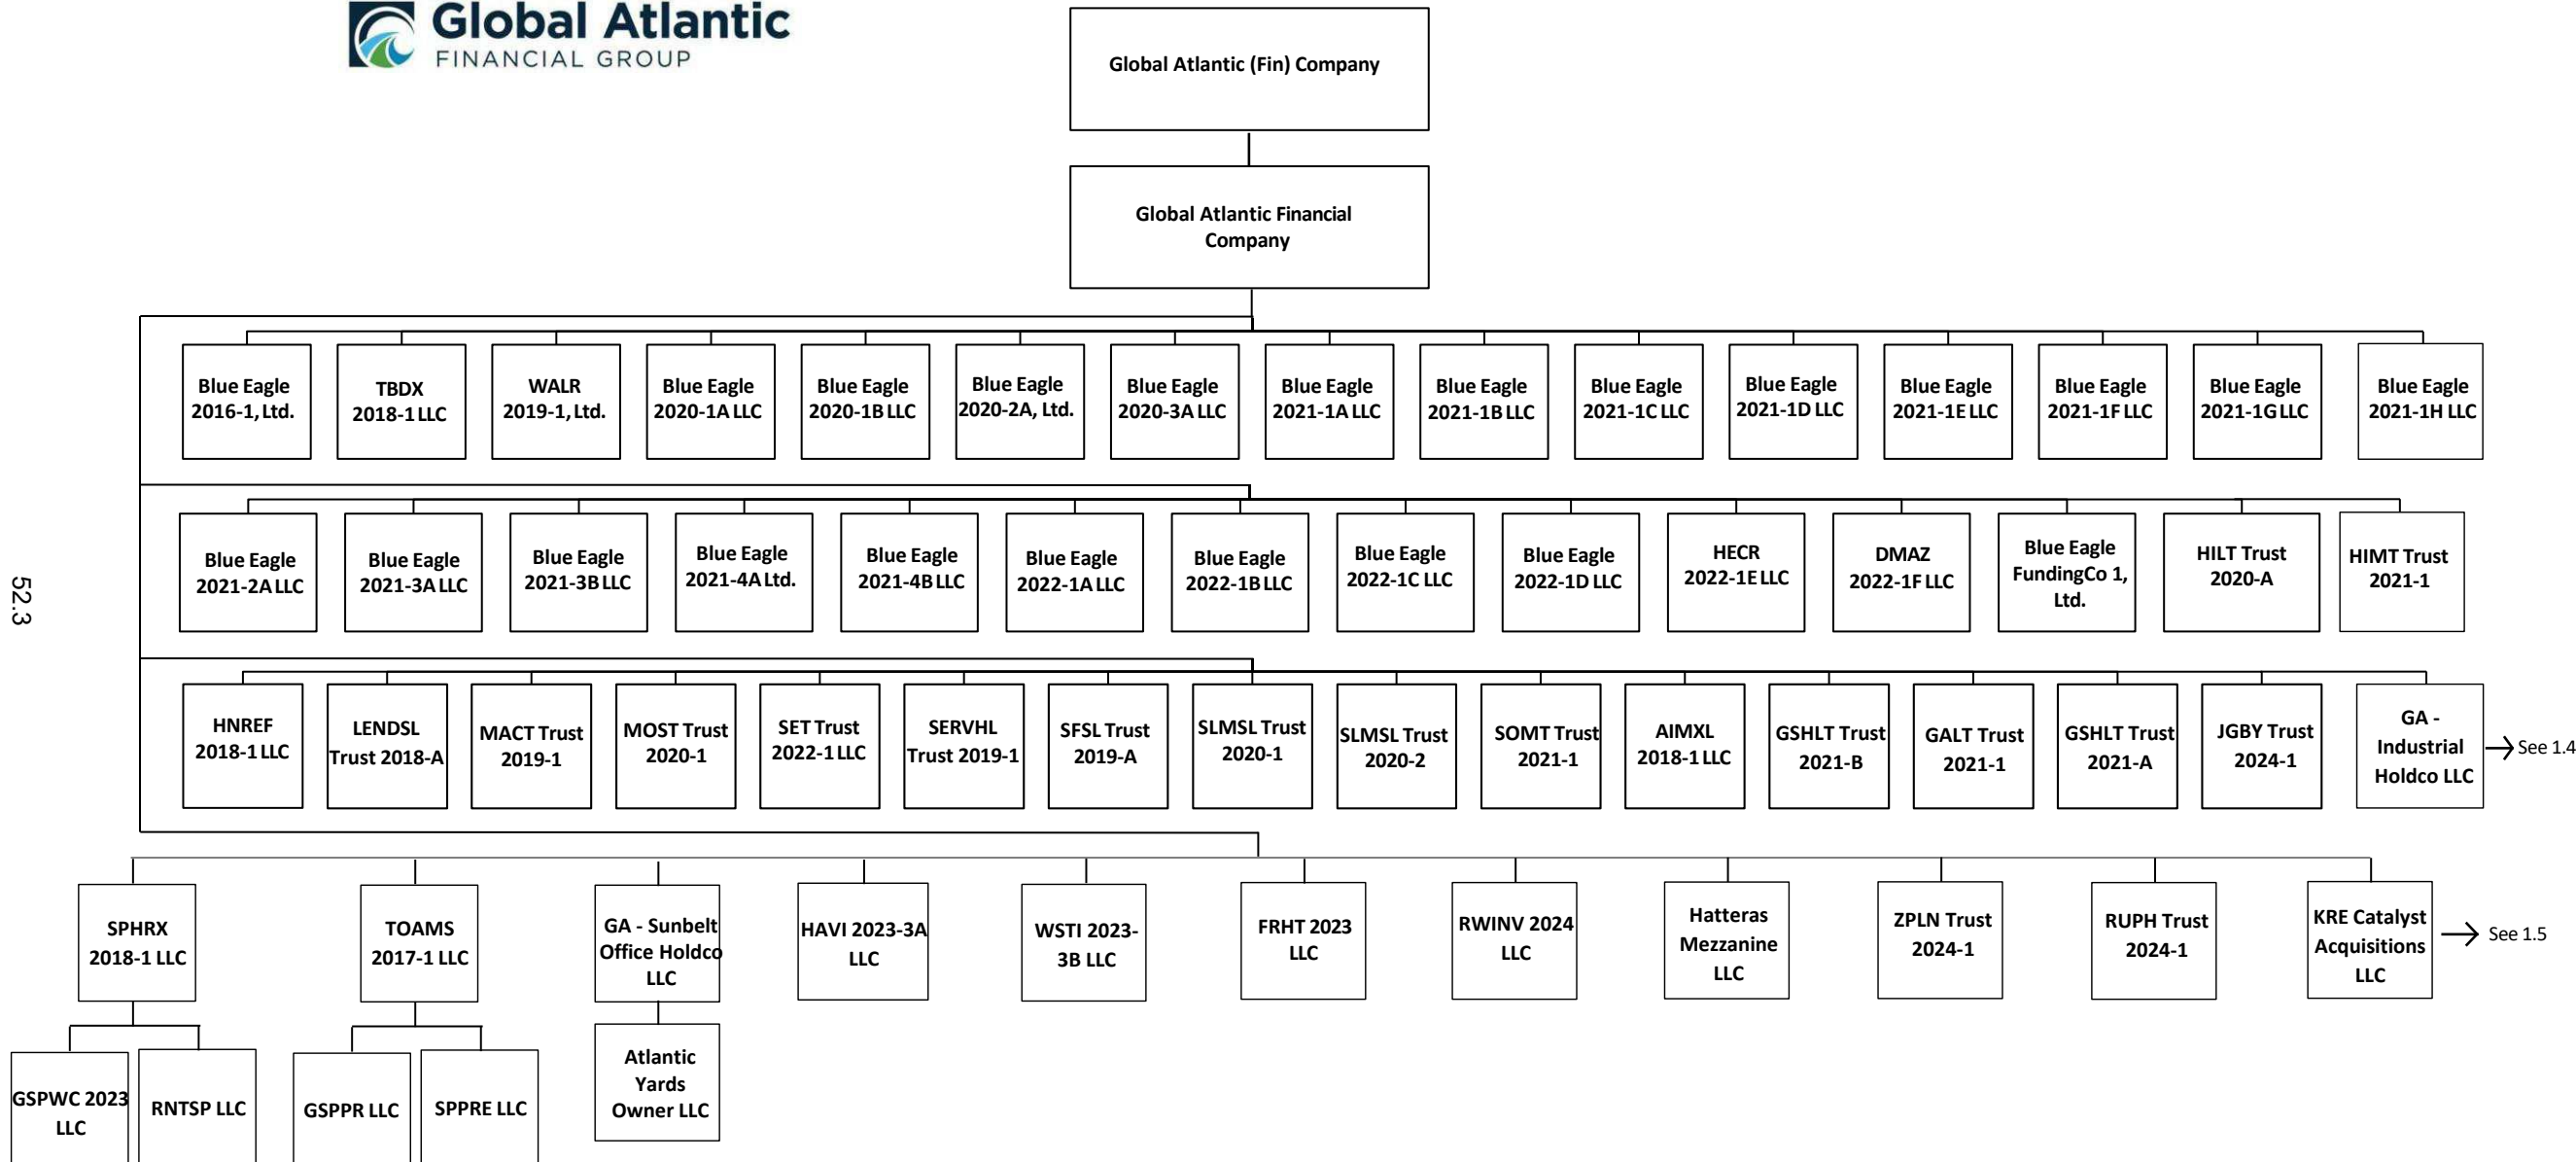 Global Atlantic
FINANCIAL GROUP
Global Atlantic (Fin) Company
Global Atlantic Financial
Company
Blue Eagle
2016-1, Ltd.
TBDX
2018-1 LLC
WALR
2019-1, Ltd.
Blue Eagle
2020-1A LLC
Blue Eagle
2020-1B LLC
Blue Eagle
2020-2A, Ltd.
Blue Eagle
2020-3A LLC
Blue Eagle
2021-1A LLC
Blue Eagle
2021-1B LLC
Blue Eagle
2021-1C LLC
Blue Eagle
2021-1D LLC
Blue Eagle
2021-1E LLC
Blue Eagle
2021-1F LLC
Blue Eagle
2021-1G LLC
Blue Eagle
2021-1H LLC
Blue Eagle
2021-2A LLC
Blue Eagle
2021-3A LLC
Blue Eagle
2021-3B LLC
Blue Eagle
2021-4A Ltd.
Blue Eagle
2021-4B LLC
Blue Eagle
2022-1A LLC
Blue Eagle
2022-1B LLC
Blue Eagle
2022-1C LLC
Blue Eagle
2022-1D LLC
HECR
2022-1E LLC
DMAZ
2022-1F LLC
Blue Eagle
FundingCo 1,
Ltd.
HILT Trust
2020-A
HIMT Trust
2021-1
52.3
HNREF
2018-1 LLC
LENDSL
Trust 2018-A
MACT Trust
2019-1
MOST Trust
2020-1
SET Trust
2022-1 LLC
SERVHL
Trust 2019-1
SFSL Trust
2019-A
SLMSL Trust
2020-1
SLMSL Trust
2020-2
SOMT Trust
2021-1
AIMXL
2018-1 LLC
GSHLT Trust
2021-B
GALT Trust
2021-1
GSHLT Trust
2021-A
JGBY Trust
2024-1
GA -
Industrial
Holdco LLC
See 1.4
SPHRX
2018-1 LLC
TOAMS
2017-1 LLC
GA - Sunbelt
Office Holdco
LLC
HAVI 2023-3A
LLC
WSTI 2023-
3B LLC
FRHT 2023
LLC
RWINV 2024
LLC
Hatteras
Mezzanine
LLC
ZPLN Trust
2024-1
RUPH Trust
2024-1
KRE Catalyst
Acquisitions
LLC
See 1.5
GSPWC 2023
LLC
RNTSP LLC
GSPPR LLC
SPPRE LLC
Atlantic
Yards
Owner LLC